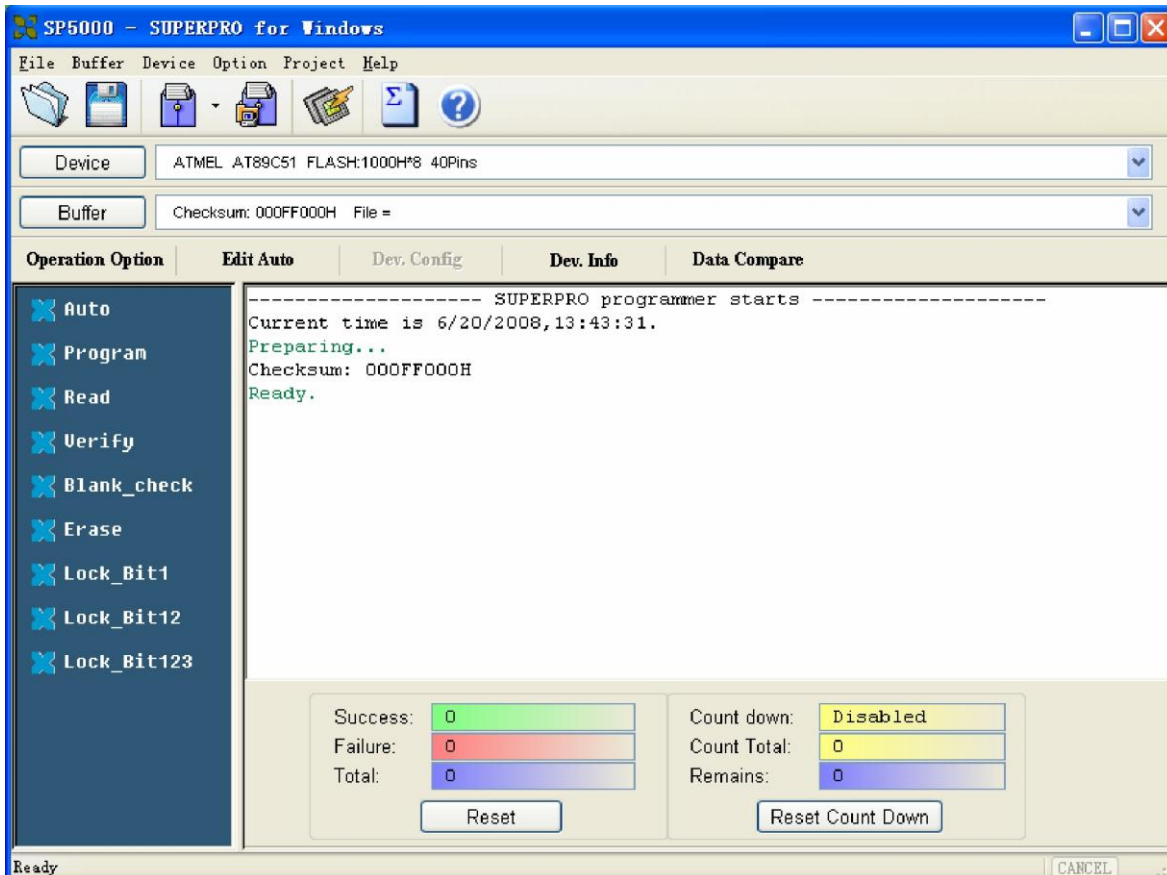 SP5000 - SUPERPRO for Windows
File Buffer Device Option Project Help
Σ ?
Device ATMEL AT89C51 FLASH:1000H*8 40Pins
Buffer Checksum: 000FF000H File =
Operation Option Edit Auto Dev. Config Dev. Info Data Compare
Auto
Program
Read
Verify
Blank_check
Erase
Lock_Bit1
Lock_Bit12
Lock_Bit123
-------------------- SUPERPRO programmer starts --------------------
Current time is 6/20/2008,13:43:31.
Preparing...
Checksum: 000FF000H
Ready.
Success: 0
Failure: 0
Total: 0
Reset
Count down: Disabled
Count Total: 0
Remains: 0
Reset Count Down
Ready CANCEL